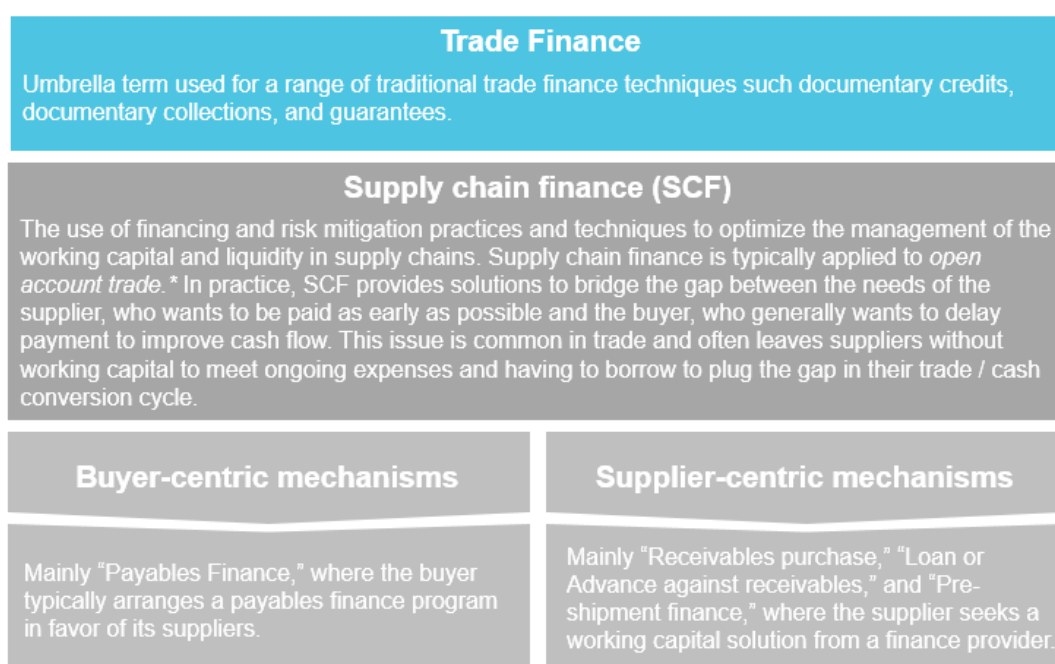 Trade Finance
Umbrella term used for a range of traditional trade finance techniques such documentary credits,
documentary collections, and guarantees.
Supply chain finance (SCF)
The use of financing and risk mitigation practices and techniques to optimize the management of the
working capital and liquidity in supply chains. Supply chain finance is typically applied to open
account trade.* In practice, SCF provides solutions to bridge the gap between the needs of the
supplier, who wants to be paid as early as possible and the buyer, who generally wants to delay
payment to improve cash flow. This issue is common in trade and often leaves suppliers without
working capital to meet ongoing expenses and having to borrow to plug the gap in their trade / cash
conversion cycle.
Buyer-centric mechanisms
Mainly “Payables Finance,” where the buyer
typically arranges a payables finance program
in favor of its suppliers.
Supplier-centric mechanisms
Mainly “Receivables purchase,” “Loan or
Advance against receivables,” and “Pre-
shipment finance,” where the supplier seeks a
working capital solution from a finance provider.